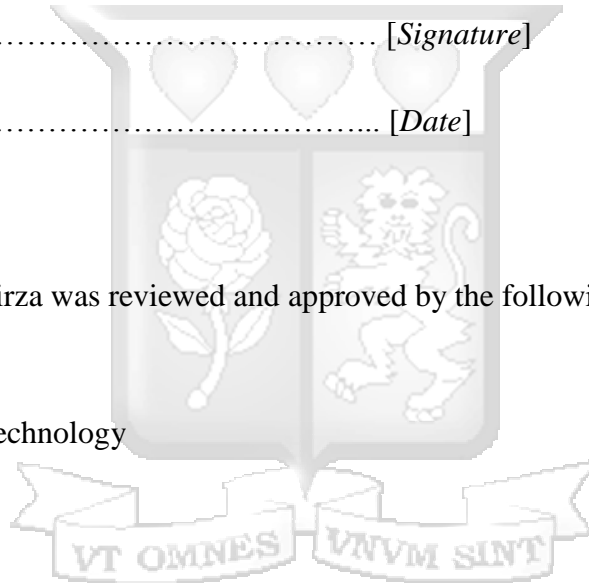 ………………………………… [Signature]
………………………………... [Date]
irza was reviewed and approved by the followi
echnology
VT OMNES VNVM SINT